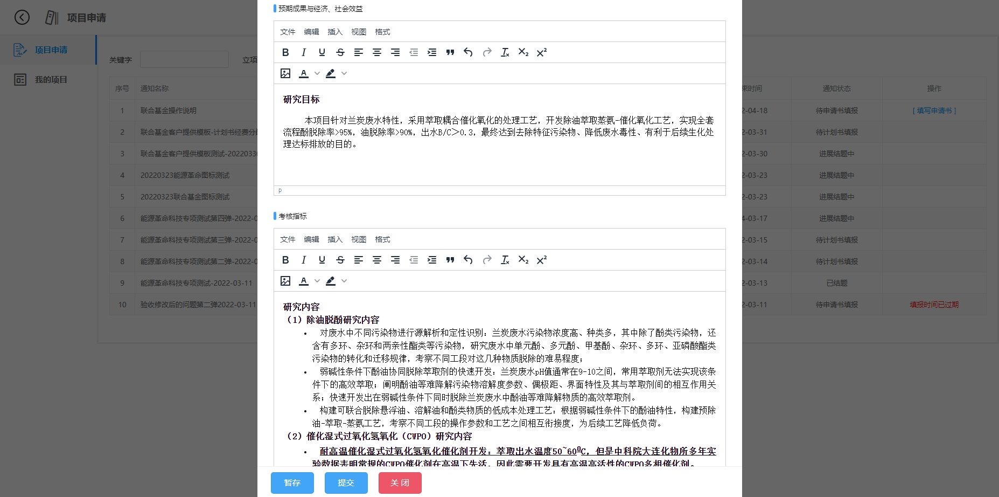 项目申请
项目申请
我的项目
关键字
立项
序号 通知名称
束时间 通知状态 操作
1 联合基金操作说明
2-04-18 待申请书填报 [ 填写申请书 ]
2 联合基金客户提供模板-计划书经费分
2-03-31 待计划书填报
3 联合基金客户提供模板测试-2022033
2-03-30 进展结题中
4 20220323能源革命图标测试
2-03-23 进展结题中
5 20220323联合基金图标测试
2-03-23 进展结题中
6 能源革命科技专项测试第四弹-2022-0
4-03-17 进展结题中
7 能源革命科技专项测试第三弹-2022-0
2-03-15 待计划书填报
8 能源革命科技专项测试第二弹-2022-0
2-03-14 待计划书填报
9 能源革命科技专项测试-2022-03-11
2-03-13 已结题
10 验收修改后的问题第二弹2022-03-11
2-03-11 待申请书填报 填报时间已过期
预期成果与经济、社会效益
文件 编辑 插入 视图 格式
研究目标
本项目针对兰炭废水特性，采用萃取耦合催化氧化的处理工艺，开发除油萃取蒸氨-催化氧化工艺，实现全套
流程酚脱除率>95%，油脱除率>90%，出水B/C＞0.3，最终达到去除特征污染物、降低废水毒性、有利于后续生化处
理达标排放的目的。
P
考核指标
文件 编辑 插入 视图 格式
研究内容
（1）除油脱酚研究内容
• 对废水中不同污染物进行源解析和定性识别：兰炭废水污染物浓度高、种类多，其中除了酚类污染物，还
含有多环、杂环和两亲性酯类等污染物，研究废水中单元酚、多元酚、甲基酚、杂环、多环、亚磷酸酯类
污染物的转化和迁移规律，考察不同工段对这几种物质脱除的难易程度；
• 弱碱性条件下酚油协同脱除萃取剂的快速开发：兰炭废水pH值通常在9-10之间，常用萃取剂无法实现该条
件下的高效萃取；阐明酚油等难降解污染物溶解度参数、偶极距、界面特性及其与萃取剂间的相互作用关
系；快速开发出在弱碱性条件下同时脱除兰炭废水中酚油等难降解物质的高效萃取剂。
• 构建可联合脱除悬浮油、溶解油和酚类物质的低成本处理工艺：根据弱碱性条件下的酚油特性，构建预除
油-萃取-蒸氨工艺，考察不同工段的操作参数和工艺之间相互衔接度，为后续工艺降低负荷。
（2）催化湿式过氧化氢氧化（CWPO）研究内容
• 耐高温催化湿式过氧化氢氧化催化剂开发：萃取出水温度50~60⁰C，但是中科院大连化物所多年实
验数据表明常规的CWPO催化剂在高温下失活，因此需要开发具有高温高活性的CWPO多相催化剂。
暂存 提交 关 闭